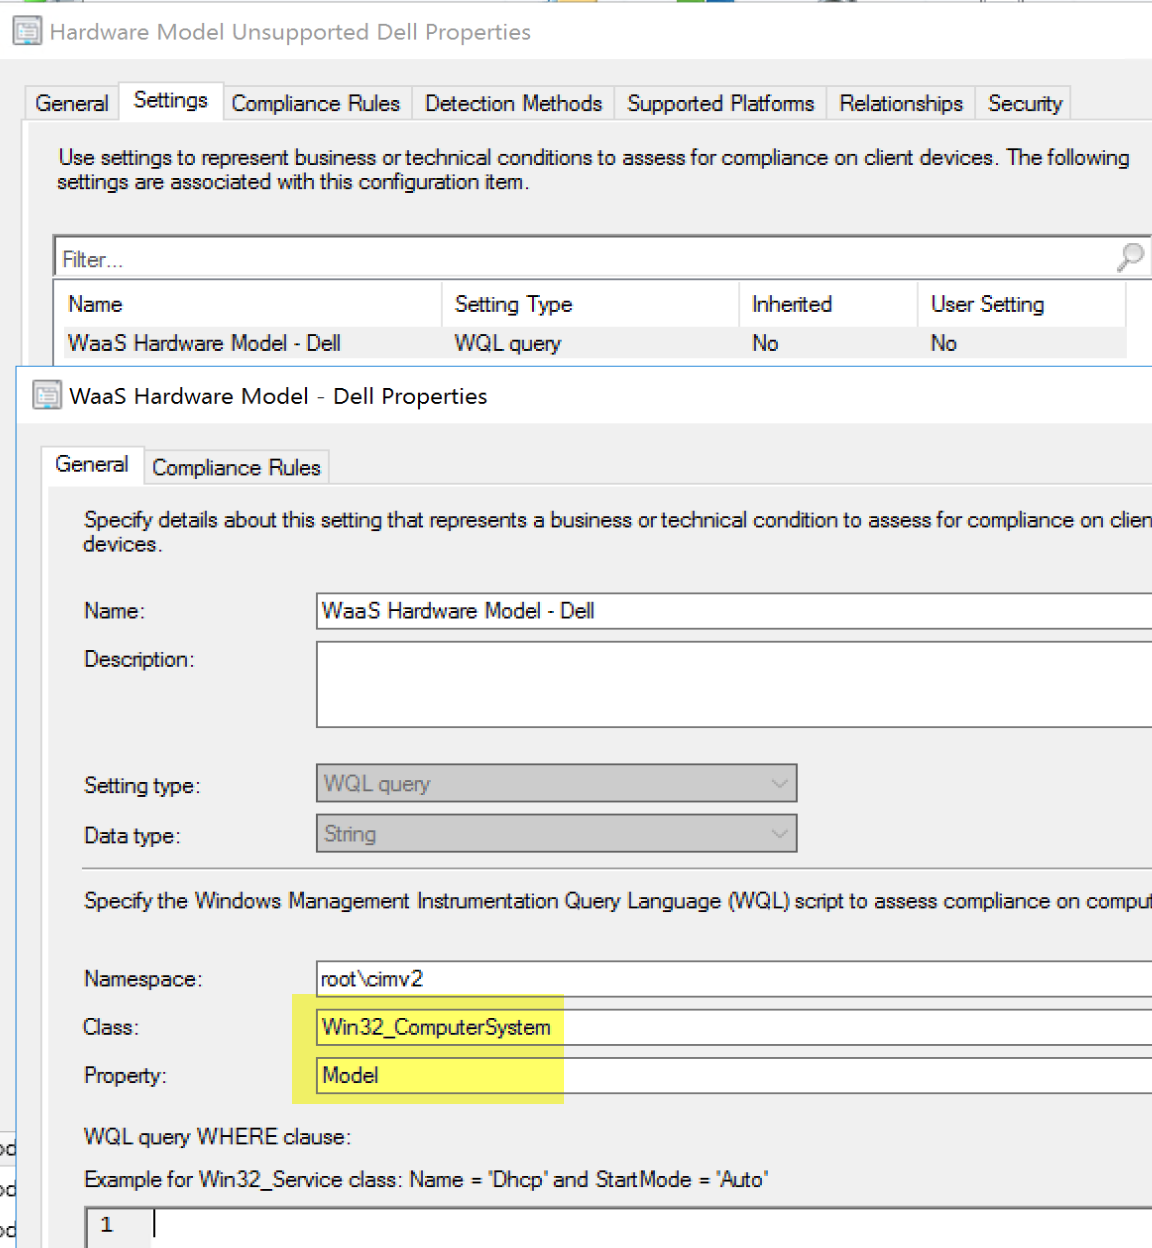 Hardware Model Unsupported Dell Properties
General Settings Compliance Rules Detection Methods Supported Platforms Relationships Security
Use settings to represent business or technical conditions to assess for compliance on client devices. The following
settings are associated with this configuration item.
Filter...
Name Setting Type Inherited User Setting
WaaS Hardware Model - Dell WQL query No No
WaaS Hardware Model - Dell Properties
General Compliance Rules
Specify details about this setting that represents a business or technical condition to assess for compliance on clien
devices.
Name: WaaS Hardware Model - Dell
Description:
Setting type: WQL query
Data type: String
Specify the Windows Management Instrumentation Query Language (WQL) script to assess compliance on comput
Namespace: root\cimv2
Class: Win32_ComputerSystem
Property: Model
WQL query WHERE clause:
od
Example for Win32_Service class: Name = 'Dhcp' and StartMode = 'Auto'
od
1
od